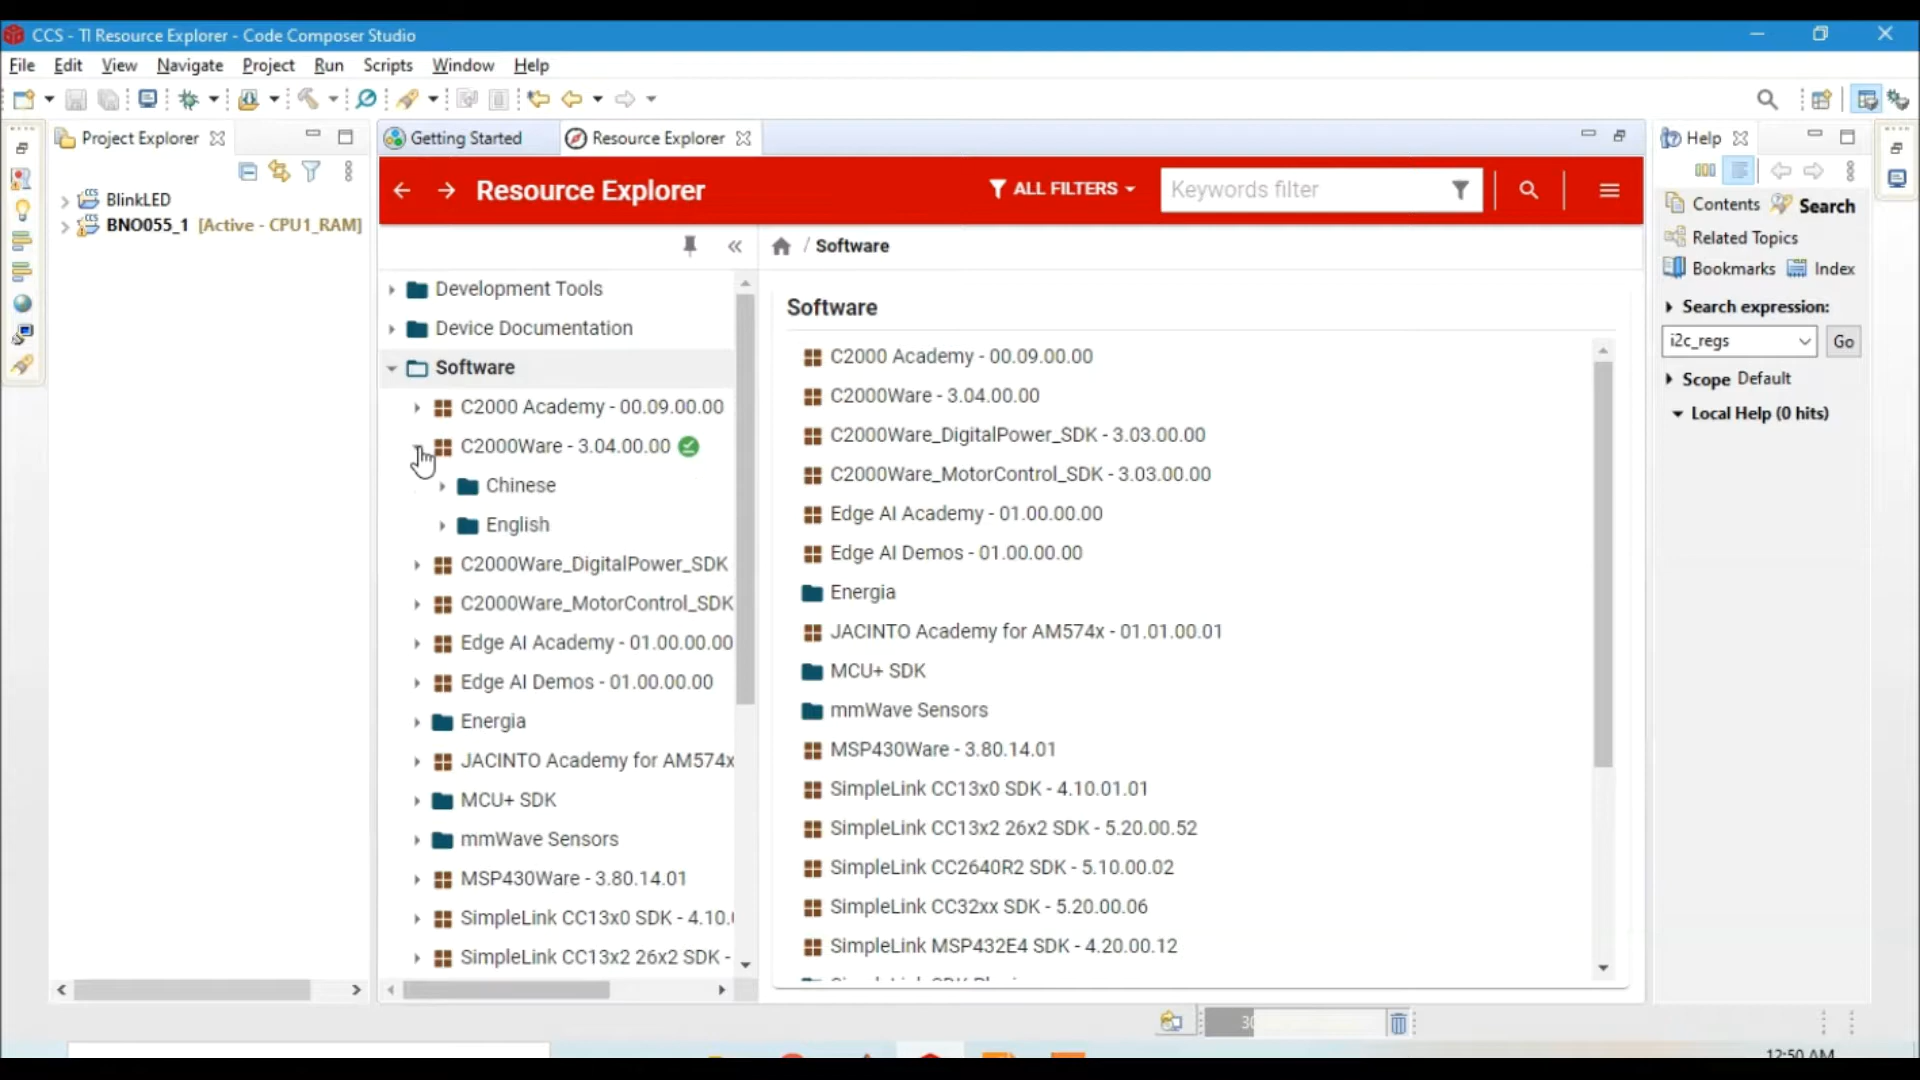 CCS - TI Resource Explorer - Code Composer Studio
File Edit View Navigate Project Run Scripts Window Help
Project Explorer
BlinkLED
BNO055_1 [Active - CPU1_RAM]
Getting Started
Resource Explorer
Resource Explorer
ALL FILTERS
Keywords filter
/ Software
Development Tools
Device Documentation
Software
C2000 Academy - 00.09.00.00
C2000Ware - 3.04.00.00
Chinese
English
C2000Ware_DigitalPower_SDK
C2000Ware_MotorControl_SDK
Edge AI Academy - 01.00.00.00
Edge AI Demos - 01.00.00.00
Energia
JACINTO Academy for AM574x
MCU+ SDK
mmWave Sensors
MSP430Ware - 3.80.14.01
SimpleLink CC13x0 SDK - 4.10.
SimpleLink CC13x2 26x2 SDK -
Software
C2000 Academy - 00.09.00.00
C2000Ware - 3.04.00.00
C2000Ware_DigitalPower_SDK - 3.03.00.00
C2000Ware_MotorControl_SDK - 3.03.00.00
Edge AI Academy - 01.00.00.00
Edge AI Demos - 01.00.00.00
Energia
JACINTO Academy for AM574x - 01.01.00.01
MCU+ SDK
mmWave Sensors
MSP430Ware - 3.80.14.01
SimpleLink CC13x0 SDK - 4.10.01.01
SimpleLink CC13x2 26x2 SDK - 5.20.00.52
SimpleLink CC2640R2 SDK - 5.10.00.02
SimpleLink CC32xx SDK - 5.20.00.06
SimpleLink MSP432E4 SDK - 4.20.00.12
Help
Contents Search
Related Topics
Bookmarks Index
Search expression:
i2c_regs Go
Scope Default
Local Help (0 hits)
12:50 AM